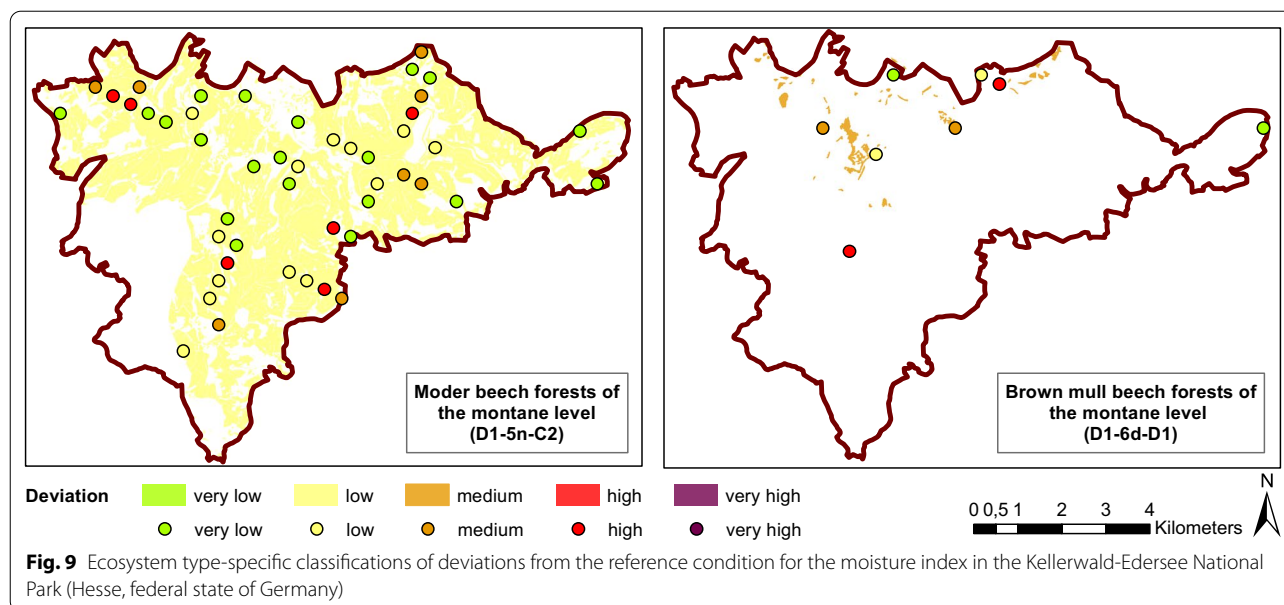 Moder beech forests of
the montane level
(D1-5n-C2)
Brown mull beech forests of
the montane level
(D1-6d-D1)
Deviation very low low medium high very high
very low low medium high very high
N
0 0,5 1 2 3 4
Kilometers
Fig. 9 Ecosystem type-specific classifications of deviations from the reference condition for the moisture index in the Kellerwald-Edersee National
Park (Hesse, federal state of Germany)